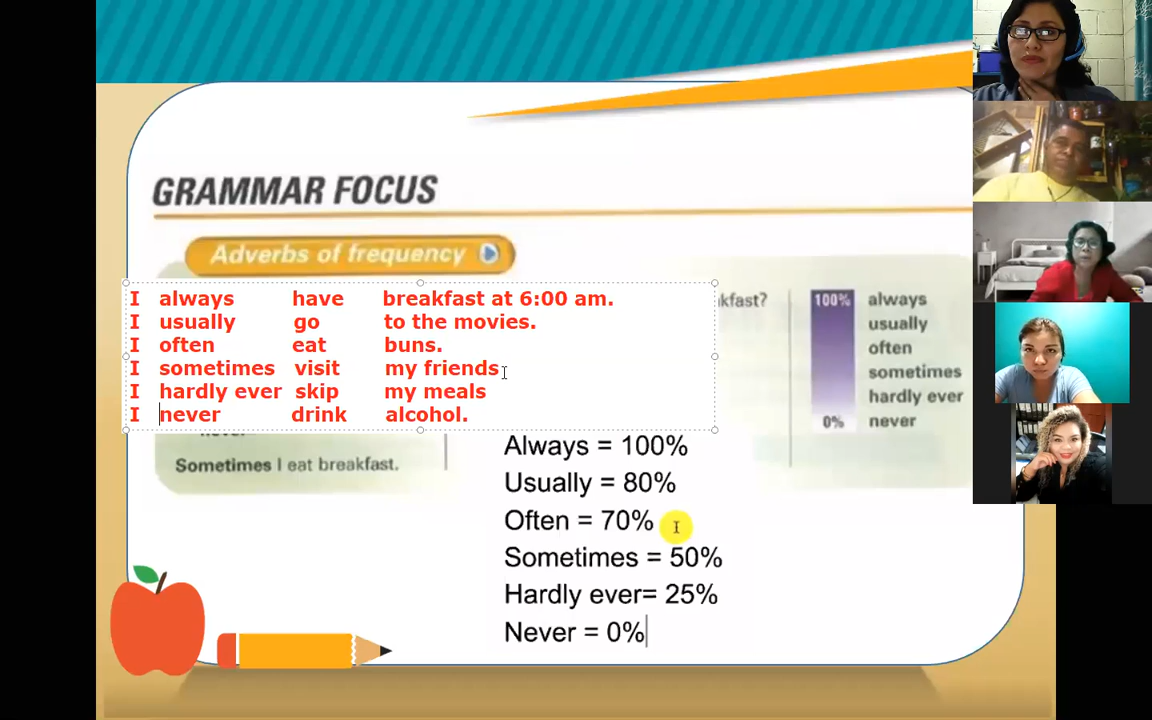 GRAMMAR FOCUS
Adverbs of frequency
I always have breakfast at 6:00 am.
I usually go to the movies.
I often eat buns.
I sometimes visit my friends
I hardly ever skip my meals
I never drink alcohol.
Sometimes I eat breakfast.
kfast?
100% always
usually
often
sometimes
hardly ever
0% never
Always = 100%
Usually = 80%
Often = 70%
Sometimes = 50%
Hardly ever= 25%
Never = 0%